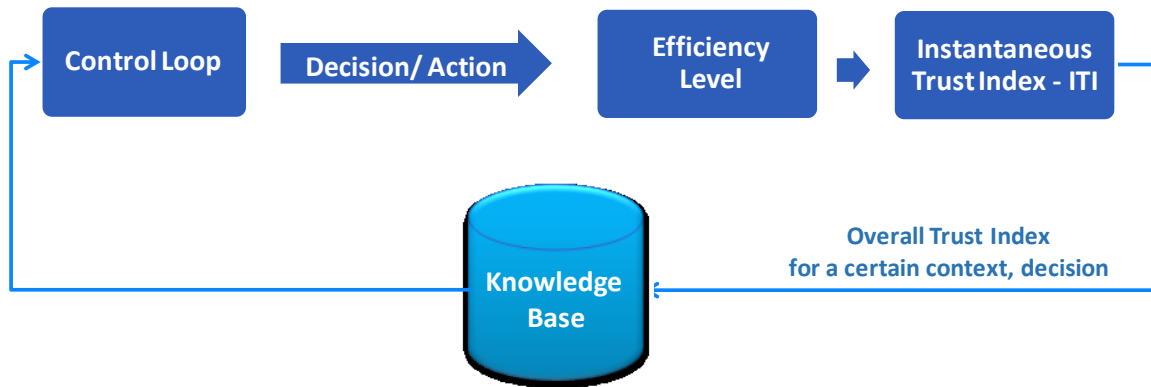 Control Loop
Decision/ Action
Efficiency
Level
Instantaneous
Trust Index - ITI
Knowledge
Base
Overall Trust Index
for a certain context, decision